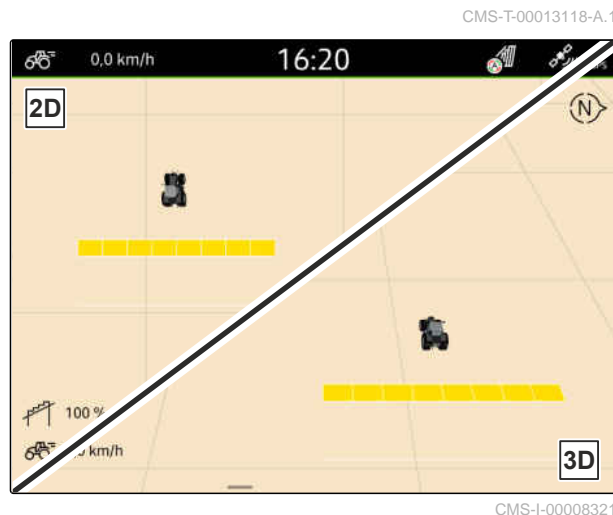 CMS-T-00013118-A.1
0,0 km/h 16:20
2D
N
100 %
km/h
3D
CMS-I-00008321